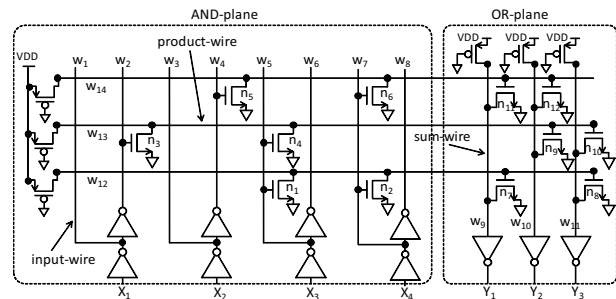 AND-plane
OR-plane
VDD
w1 w2 w3 w4 w5 w6 w7 w8
product-wire
VDD VDD VDD
w14
n5
n6
n11
n12
w13
n3
n4
sum-wire
n9
n10
w12
n1
n2
n7
n8
w9
w10
w11
input-wire
X1 X2 X3 X4
Y1 Y2 Y3